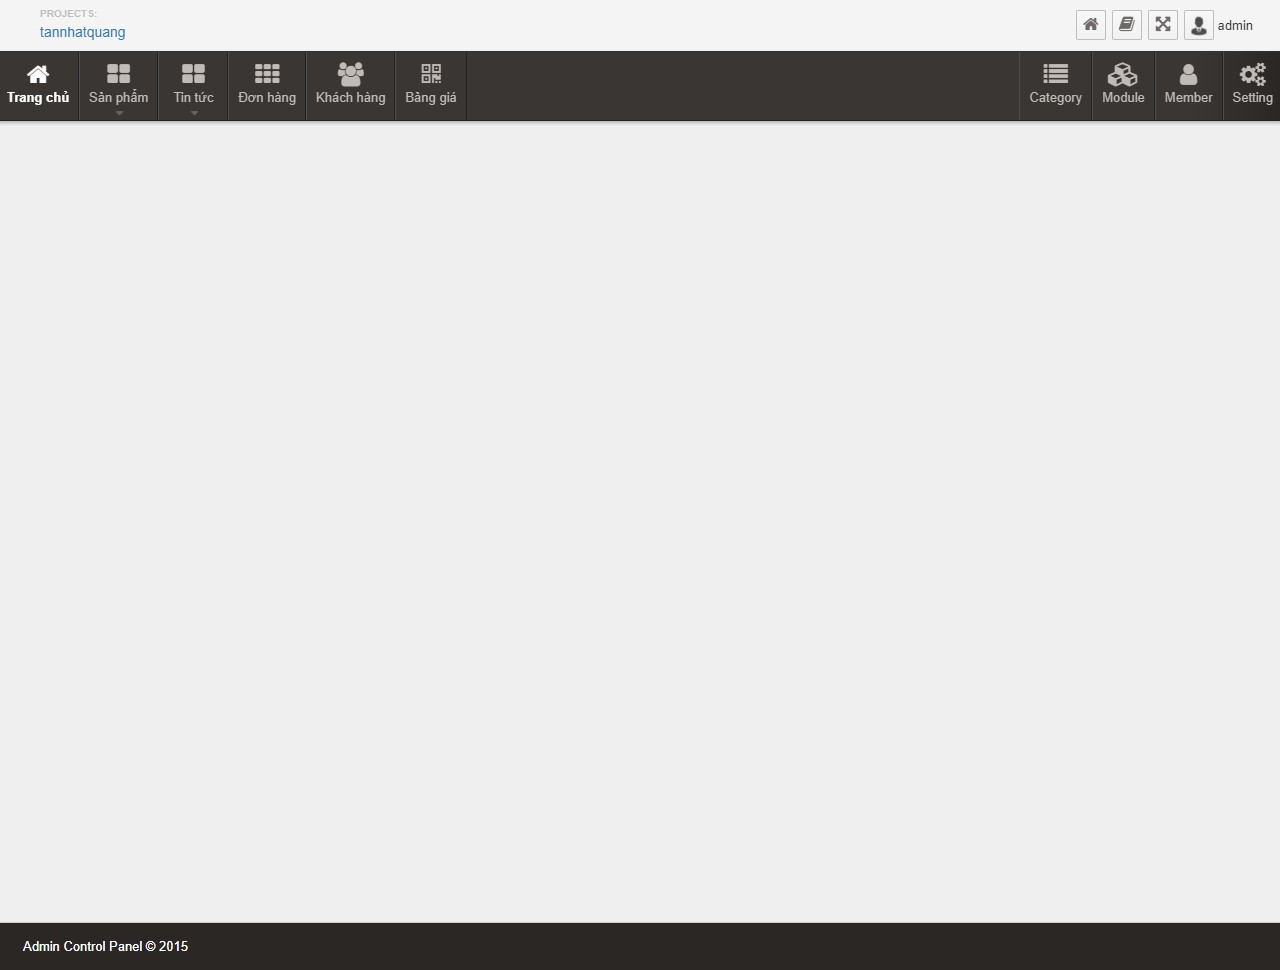 PROJECTS:
tannhatquang
admin
Trang chủ
Sản phẩm
Tin tức
Đơn hàng
Khách hàng
Bảng giá
Category
Module
Member
Setting
Admin Control Panel © 2015